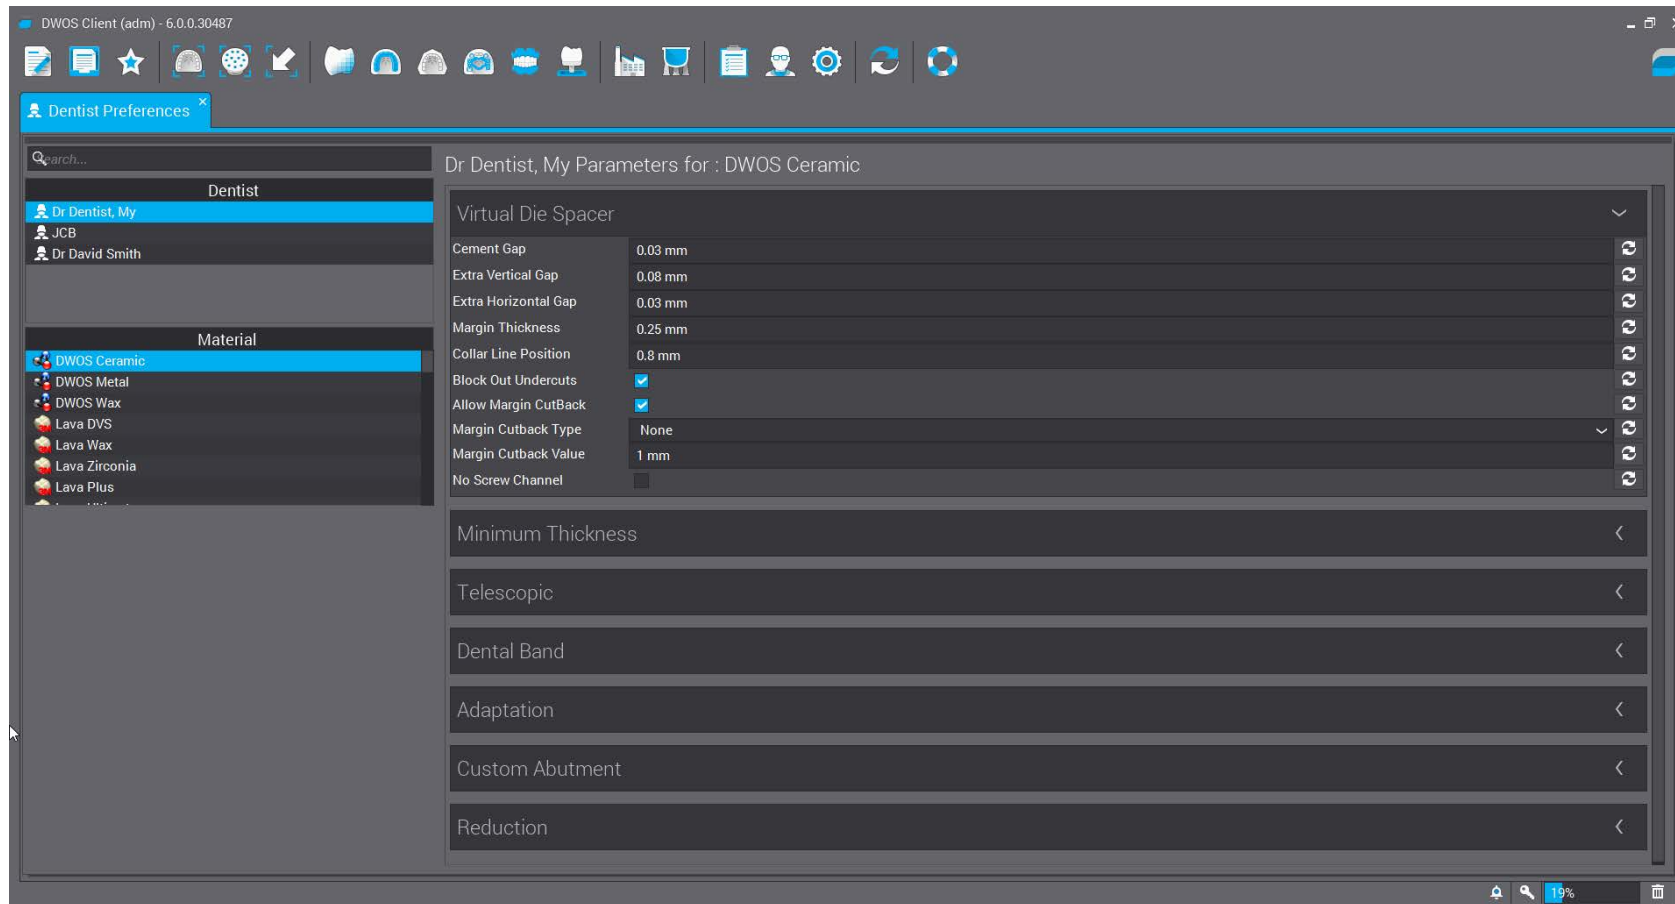 DWOS Client (adm) - 6.0.0.30487
Dentist Preferences
Search...
Dentist
Dr Dentist, My
JCB
Dr David Smith
Material
DWOS Ceramic
DWOS Metal
DWOS Wax
Lava DVS
Lava Wax
Lava Zirconia
Lava Plus
Dr Dentist, My Parameters for : DWOS Ceramic
Virtual Die Spacer
Cement Gap 0.03 mm
Extra Vertical Gap 0.08 mm
Extra Horizontal Gap 0.03 mm
Margin Thickness 0.25 mm
Collar Line Position 0.8 mm
Block Out Undercuts
Allow Margin CutBack
Margin Cutback Type None
Margin Cutback Value 1 mm
No Screw Channel
Minimum Thickness
Telescopic
Dental Band
Adaptation
Custom Abutment
Reduction
19%